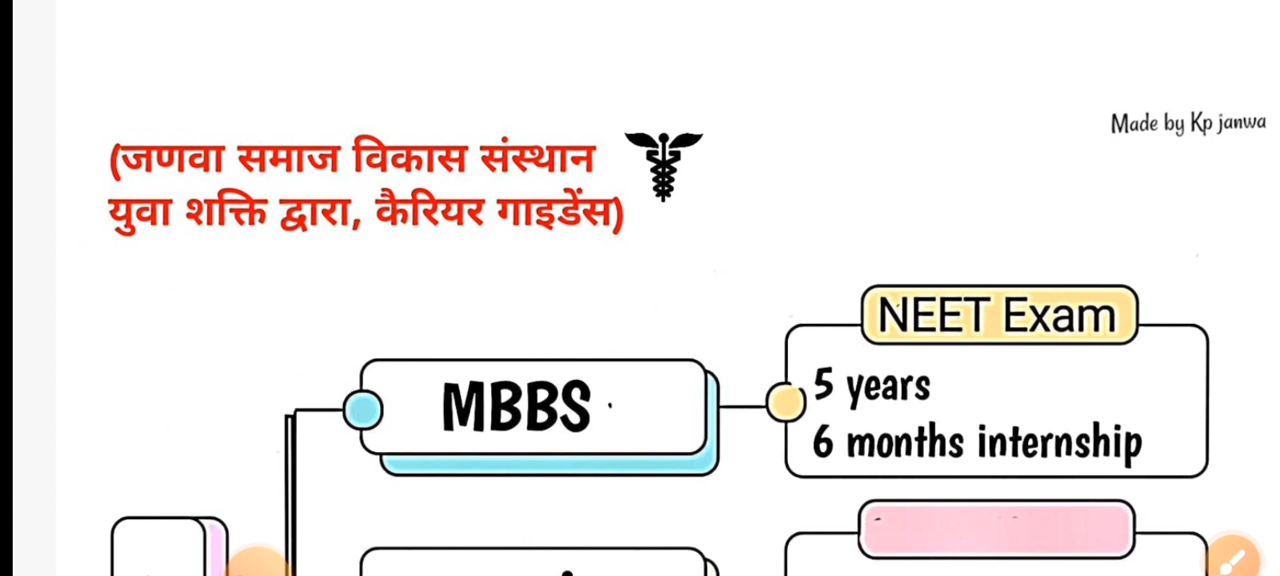 Made by Kp janwa
(जणवा समाज विकास संस्थान
युवा शक्ति द्वारा, कैरियर गाइडेंस)
NEET Exam
MBBS
5 years
6 months internship